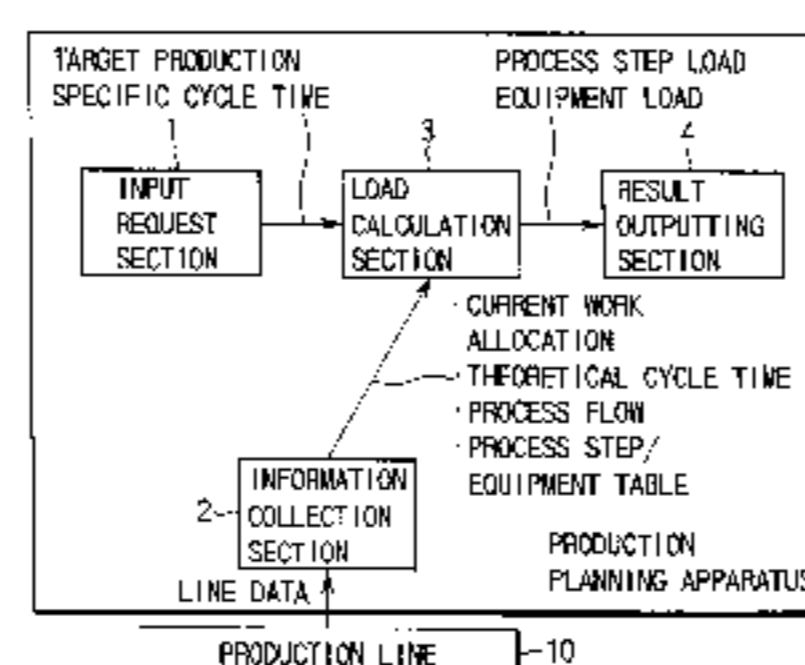 TARGET PRODUCTION
SPECIFIC CYCLE TIME
PROCESS STEP LOAD
EQUIPMENT LOAD
1
3
4
INPUT
REQUEST
SECTION
LOAD
CALCULATION
SECTION
RESULT
OUTPUTTING
SECTION
· CURRENT WORK
ALLOCATION
· THEORETICAL CYCLE TIME
· PROCESS FLOW
· PROCESS STEP/
EQUIPMENT TABLE
2
INFORMATION
COLLECTION
SECTION
PRODUCTION
PLANNING APPARATUS
LINE DATA
PRODUCTION LINE
10